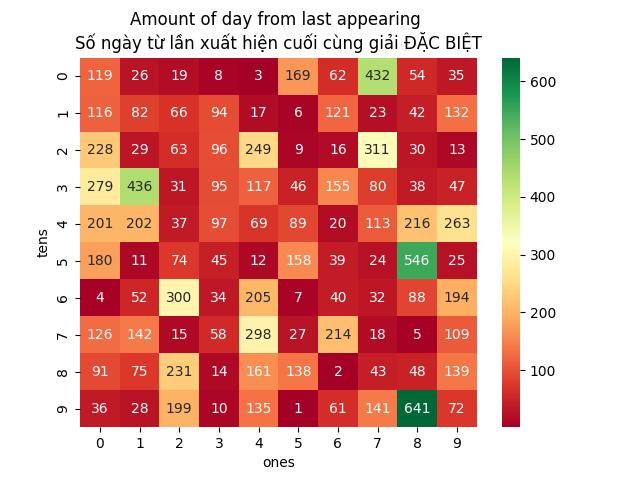 Amount of day from last appearing
Số ngày từ lần xuất hiện cuối cùng giải ĐẶC BIỆT
0 119 26 19 8 3 169 62 432 54 35
1 116 82 66 94 17 6 121 23 42 132
2 228 29 63 96 249 9 16 311 30 13
3 279 436 31 95 117 46 155 80 38 47
4 201 202 37 97 69 89 20 113 216 263
5 180 11 74 45 12 158 39 24 546 25
6 4 52 300 34 205 7 40 32 88 194
7 126 142 15 58 298 27 214 18 5 109
8 91 75 231 14 161 138 2 43 48 139
9 36 28 199 10 135 1 61 141 641 72
0 1 2 3 4 5 6 7 8 9
ones
tens
600
500
400
300
200
100